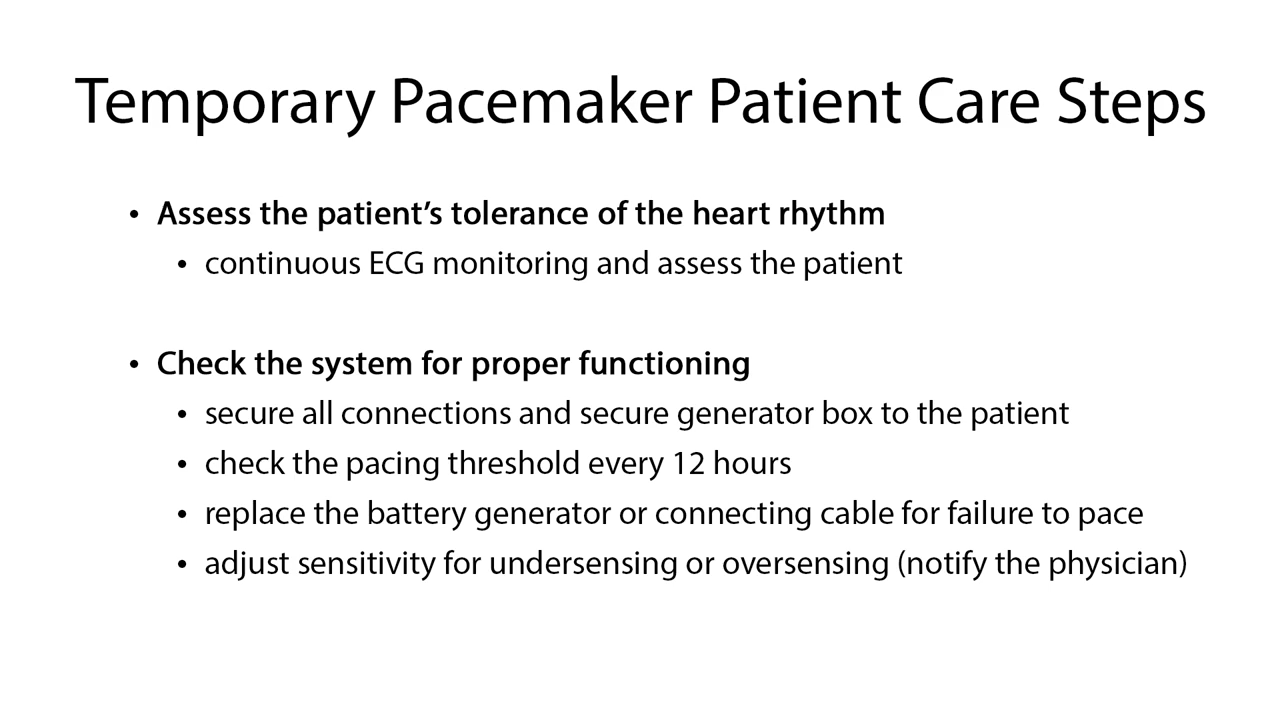 Temporary Pacemaker Patient Care Steps
• Assess the patient’s tolerance of the heart rhythm
• continuous ECG monitoring and assess the patient
• Check the system for proper functioning
• secure all connections and secure generator box to the patient
• check the pacing threshold every 12 hours
• replace the battery generator or connecting cable for failure to pace
• adjust sensitivity for undersensing or oversensing (notify the physician)